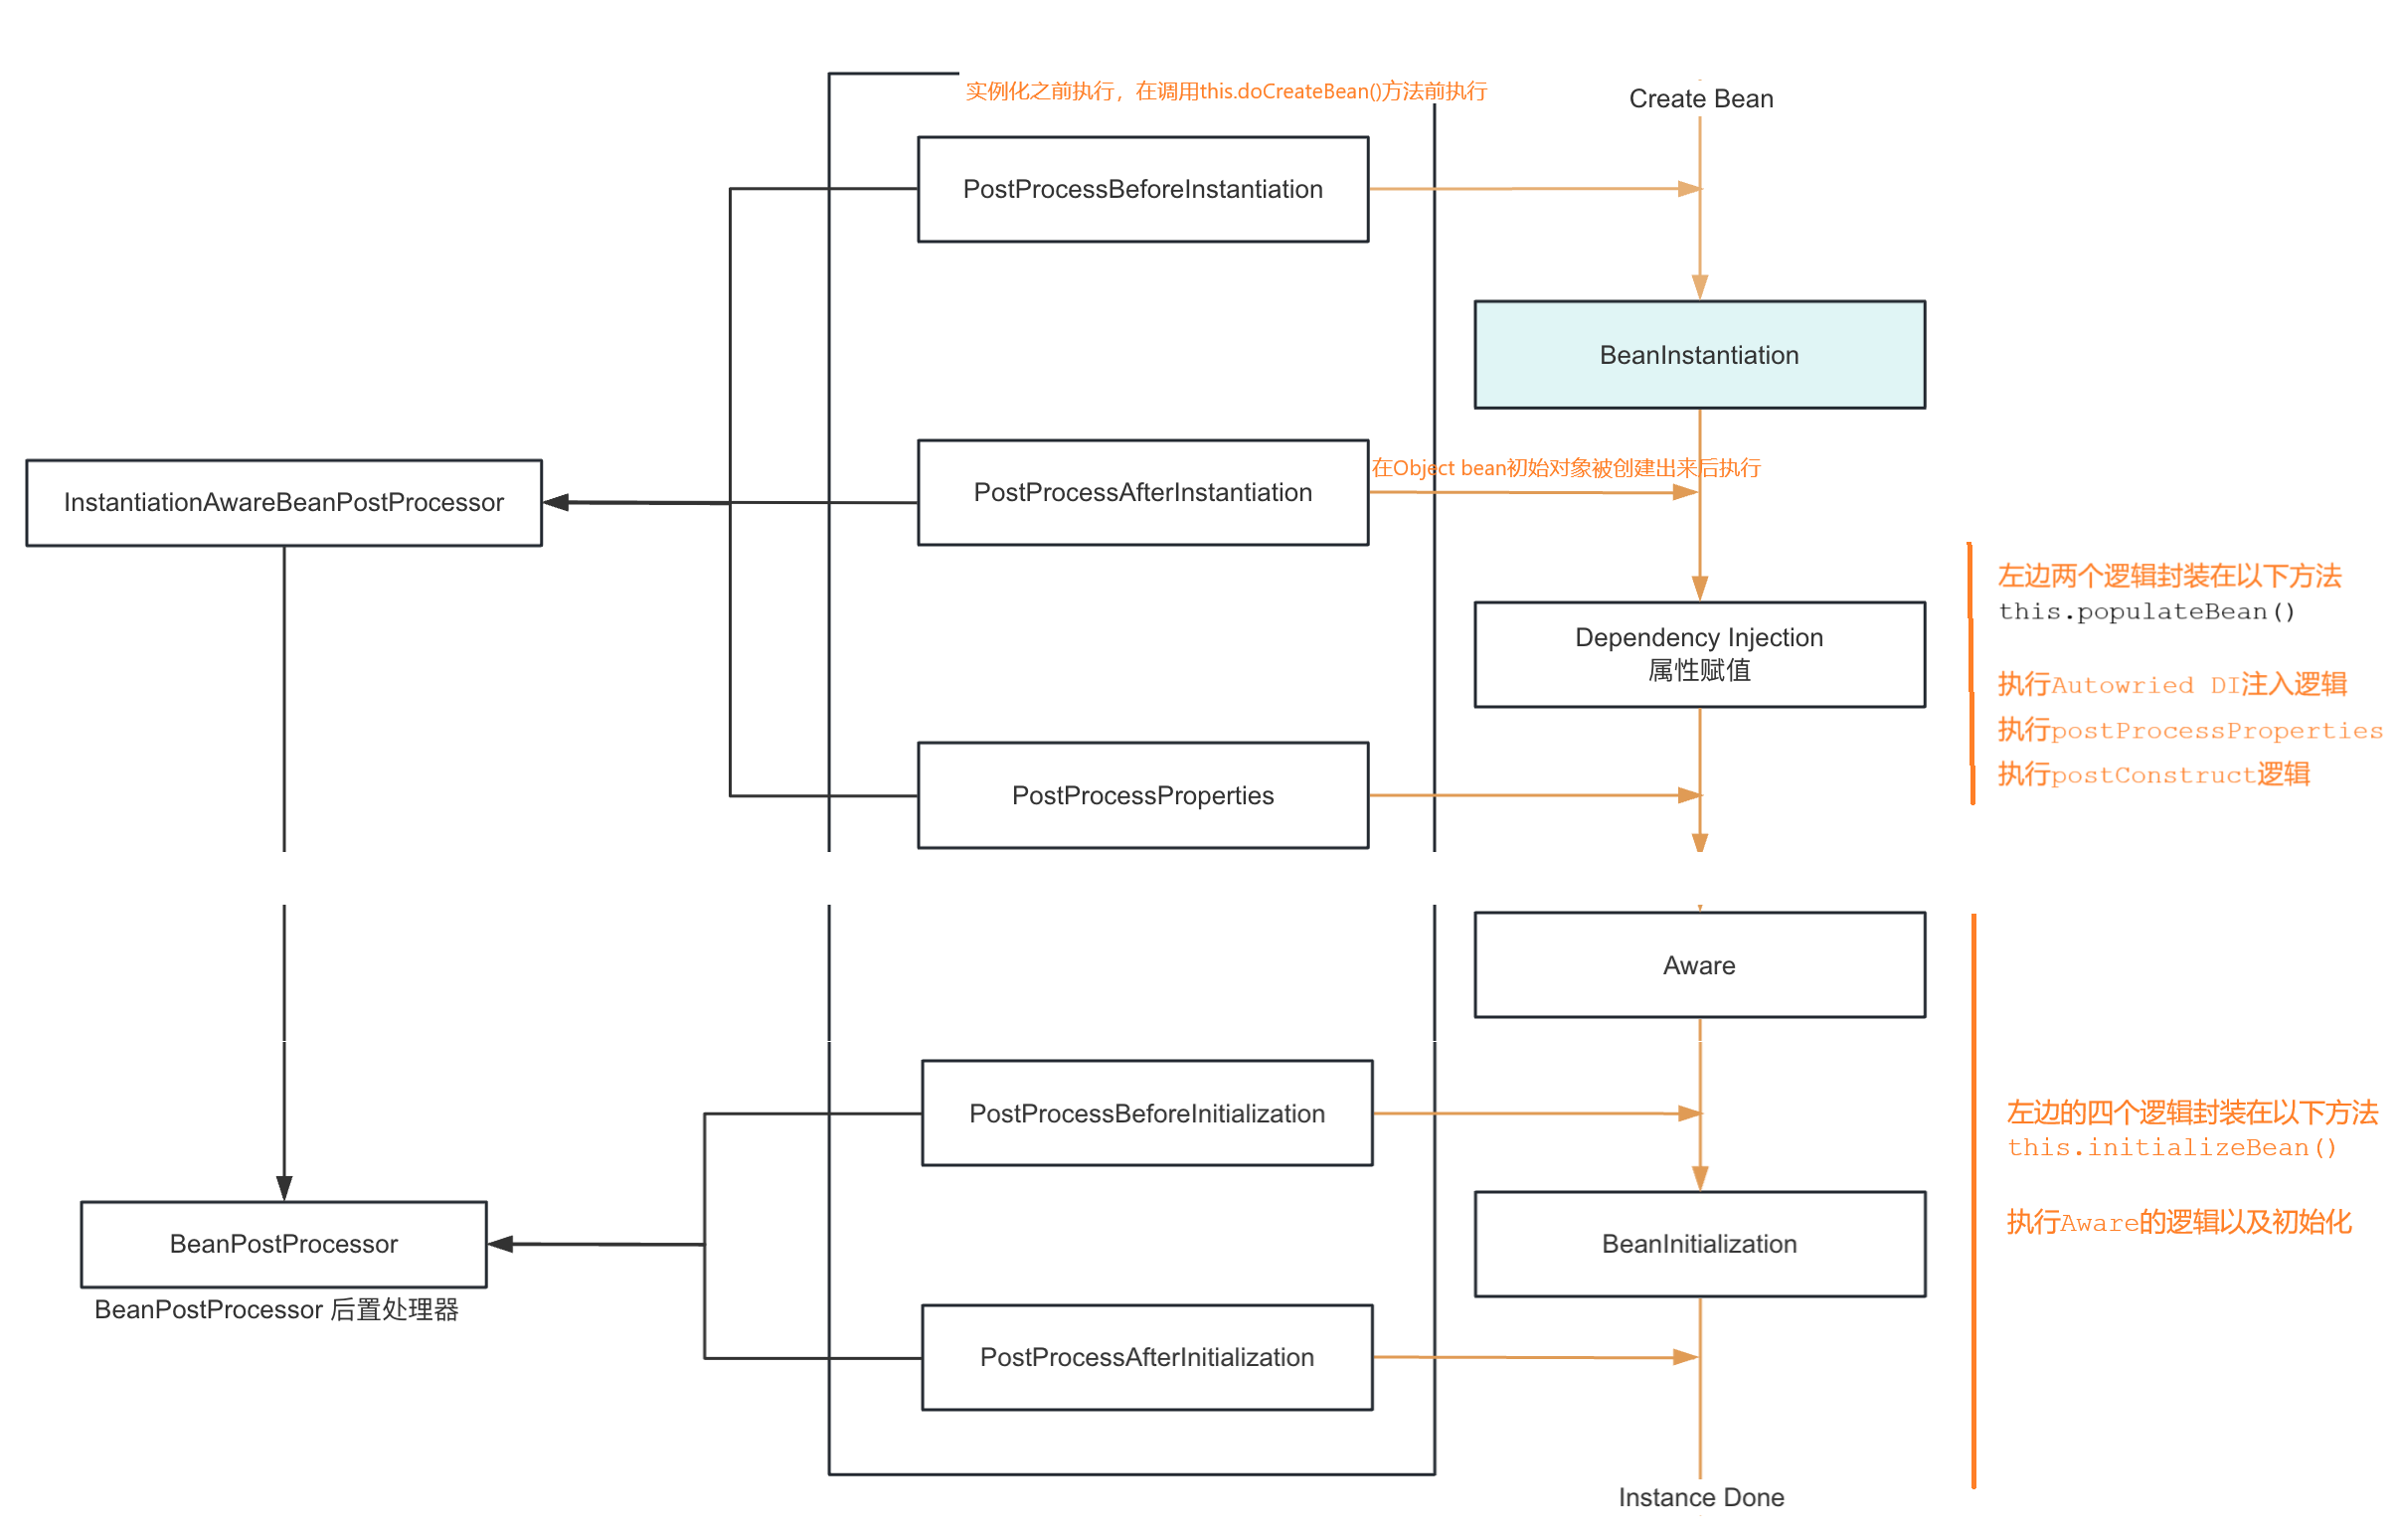 实例化之前执行，在调用this.doCreateBean()方法前执行
Create Bean
PostProcessBeforeInstantiation
BeanInstantiation
在Object bean初始对象被创建出来后执行
PostProcessAfterInstantiation
InstantiationAwareBeanPostProcessor
左边两个逻辑封装在以下方法
this.populateBean()
Dependency Injection
属性赋值
执行Autowried DI注入逻辑
执行postProcessProperties
执行postConstruct逻辑
PostProcessProperties
Aware
PostProcessBeforeInitialization
左边的四个逻辑封装在以下方法
this.initializeBean()
执行Aware的逻辑以及初始化
BeanPostProcessor
BeanInitialization
BeanPostProcessor 后置处理器
PostProcessAfterInitialization
Instance Done